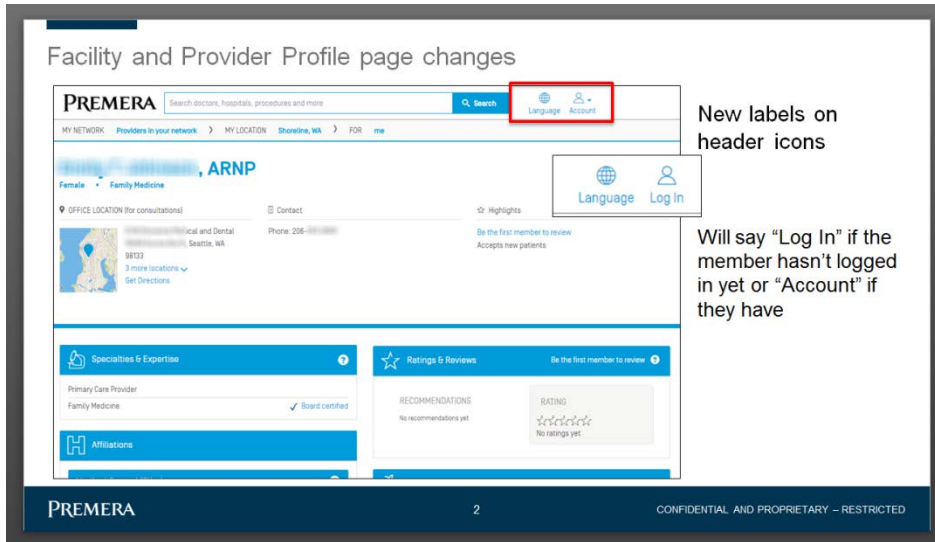 Facility and Provider Profile page changes
PREMERA
Search doctors, hospitals, procedures and more
Search
Language
Account
MY NETWORK Providers in your network > MY LOCATION Shoreline, WA > FOR me
, ARNP
Female • Family Medicine
OFFICE LOCATION (for consultations)
ical and Dental
, Seattle, WA
98133
3 more locations
Get Directions
Contact
Phone: 206-
Highlights
Be the first member to review
Accepts new patients
Language
Log In
New labels on
header icons
Will say “Log In” if the
member hasn’t logged
in yet or “Account” if
they have
Specialties & Expertise
Primary Care Provider
Family Medicine
Board certified
Affiliations
Ratings & Reviews
Be the first member to review
RECOMMENDATIONS
No recommendations yet
RATING
No ratings yet
PREMERA
2
CONFIDENTIAL AND PROPRIETARY – RESTRICTED